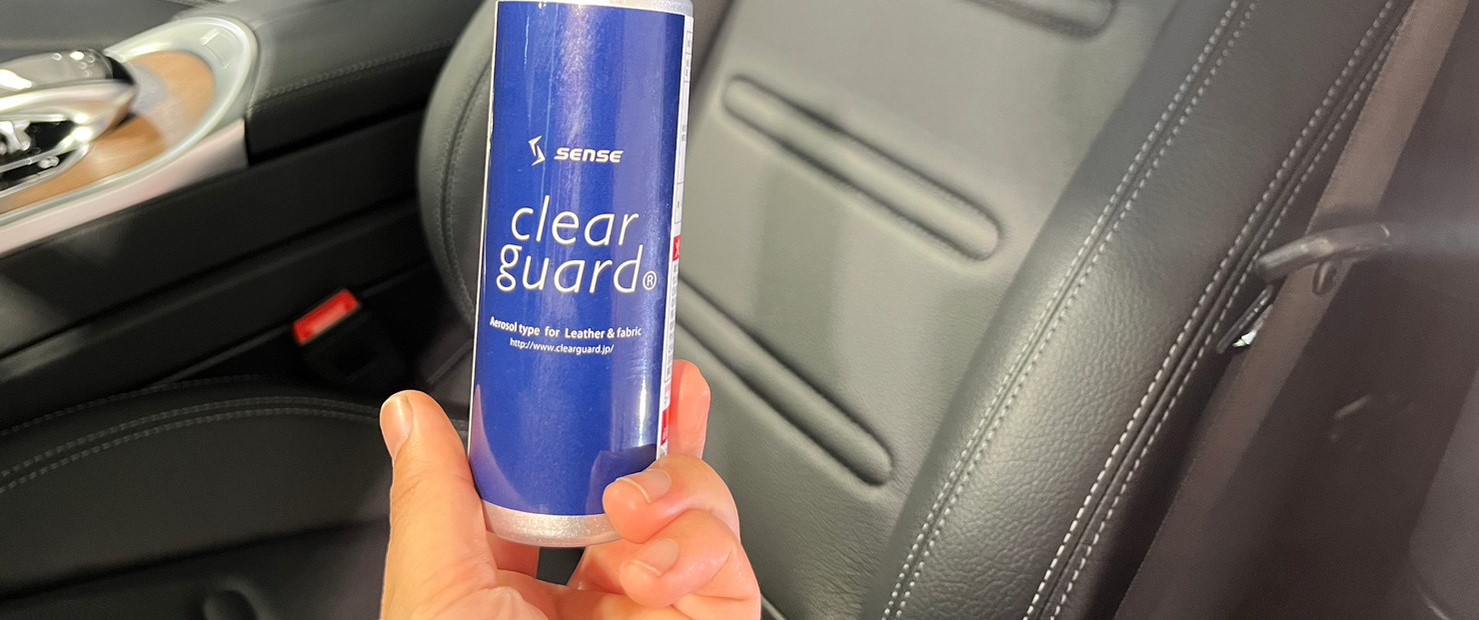 SENSE
clear
guard®
Aerosol type for Leather & fabric
http://www.clearguard.jp/